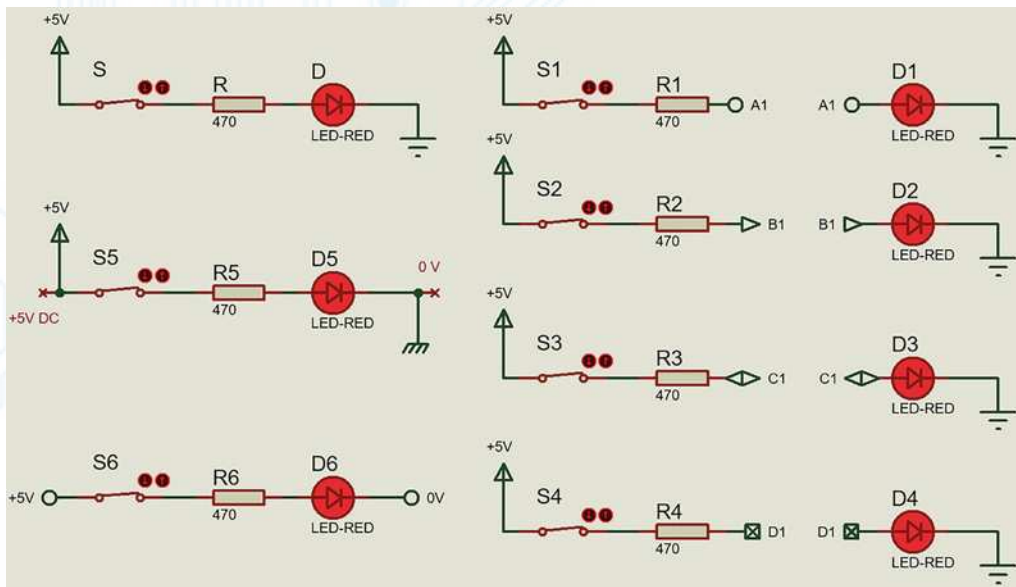 +5V
S
R
D
470
LED-RED
+5V
S5
R5
D5
0 V
470
LED-RED
+5V DC
S6
R6
D6
+5V
0V
470
LED-RED
+5V
S1
R1
D1
A1
A1
470
LED-RED
+5V
S2
R2
D2
B1
B1
470
LED-RED
+5V
S3
R3
D3
C1
C1
470
LED-RED
+5V
S4
R4
D4
D1
D1
470
LED-RED